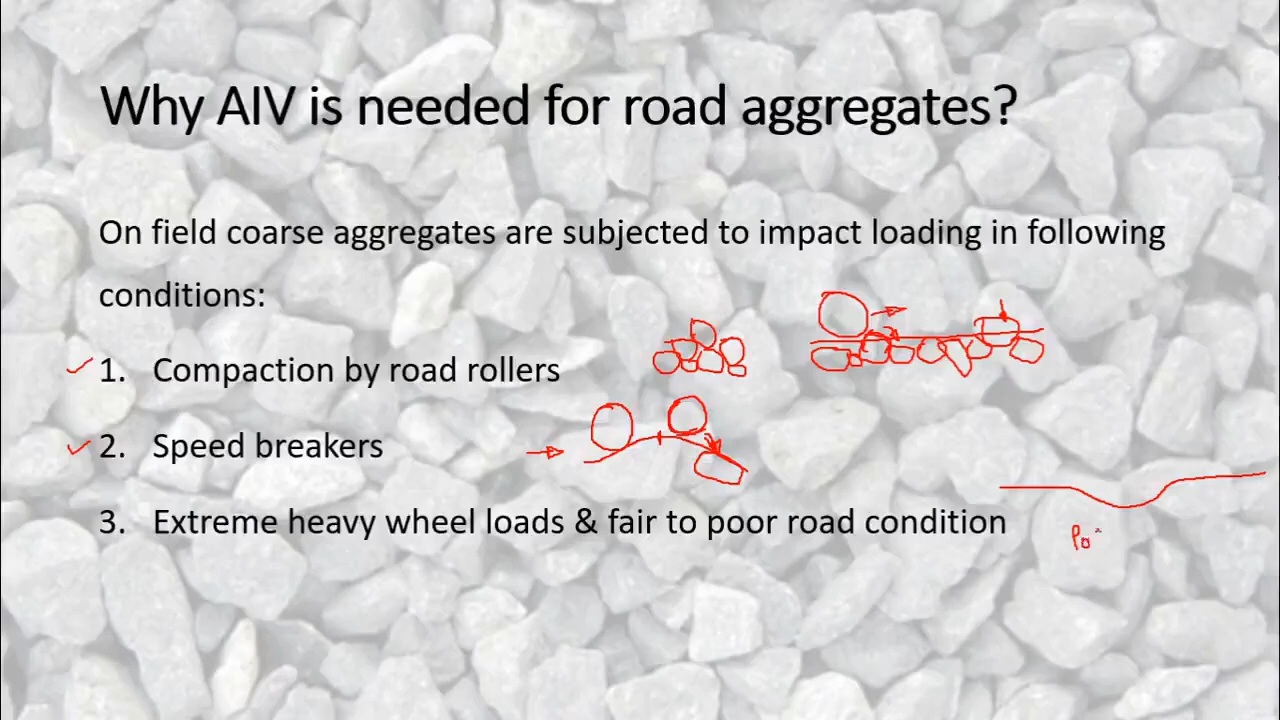 Why AIV is needed for road aggregates?
On field coarse aggregates are subjected to impact loading in following
conditions:
1. Compaction by road rollers
2. Speed breakers
3. Extreme heavy wheel loads & fair to poor road condition
Po